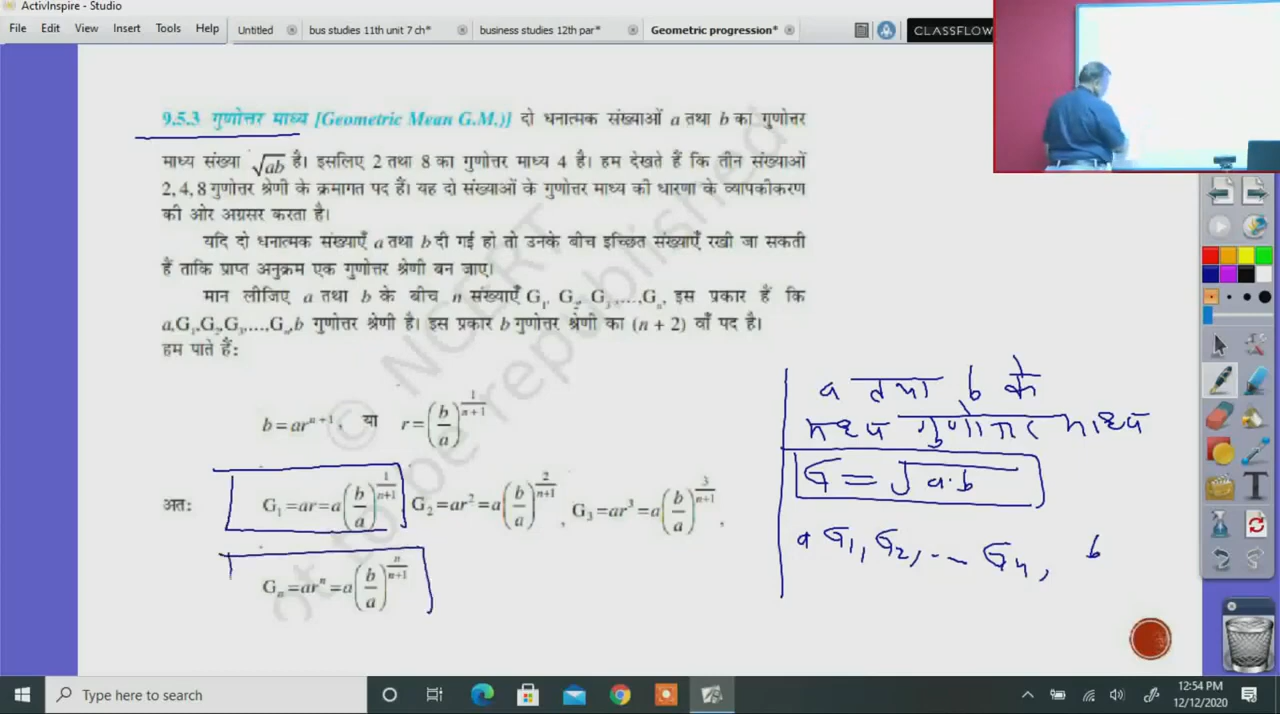 ActivInspire - Studio
File Edit View Insert Tools Help
Untitled bus studies 11th unit 7 ch* business studies 12th par* Geometric progression* CLASSFLOW
9.5.3 गुणोत्तर माध्य [Geometric Mean G.M.)] दो धनात्मक संख्याओं a तथा b का गुणोत्तर
माध्य संख्या √ab है। इसलिए 2 तथा 8 का गुणोत्तर माध्य 4 है। हम देखते हैं कि तीन संख्याओं
2, 4, 8 गुणोत्तर श्रेणी के क्रमागत पद हैं। यह दो संख्याओं के गुणोत्तर माध्य की धारणा के व्यापकीकरण
की ओर अग्रसर करता है।
यदि दो धनात्मक संख्याएँ a तथा b दी गई हो तो उनके बीच इच्छित संख्याएँ रखी जा सकती
हैं ताकि प्राप्त अनुक्रम एक गुणोत्तर श्रेणी बन जाए।
मान लीजिए a तथा b के बीच n संख्याएँ G₁, G₂, G₃,...,Gₙ, इस प्रकार हैं कि
a,G₁,G₂,G₃,...,Gₙ,b गुणोत्तर श्रेणी है। इस प्रकार b गुणोत्तर श्रेणी का (n + 2) वाँ पद है।
हम पाते हैं:
b = arⁿ⁺¹, या r = (b/a)^(1/(n+1))
अत: G₁ = ar = a(b/a)^(1/(n+1)) G₂ = ar² = a(b/a)^(2/(n+1)), G₃ = ar³ = a(b/a)^(3/(n+1)),
Gₙ = arⁿ = a(b/a)^(n/(n+1))
© NCERT
not to be republished
a तथा b के
मध्य गुणोत्तर माध्य
G = √a·b
a G₁, G₂, ... Gₙ, b
Type here to search
12:54 PM
12/12/2020